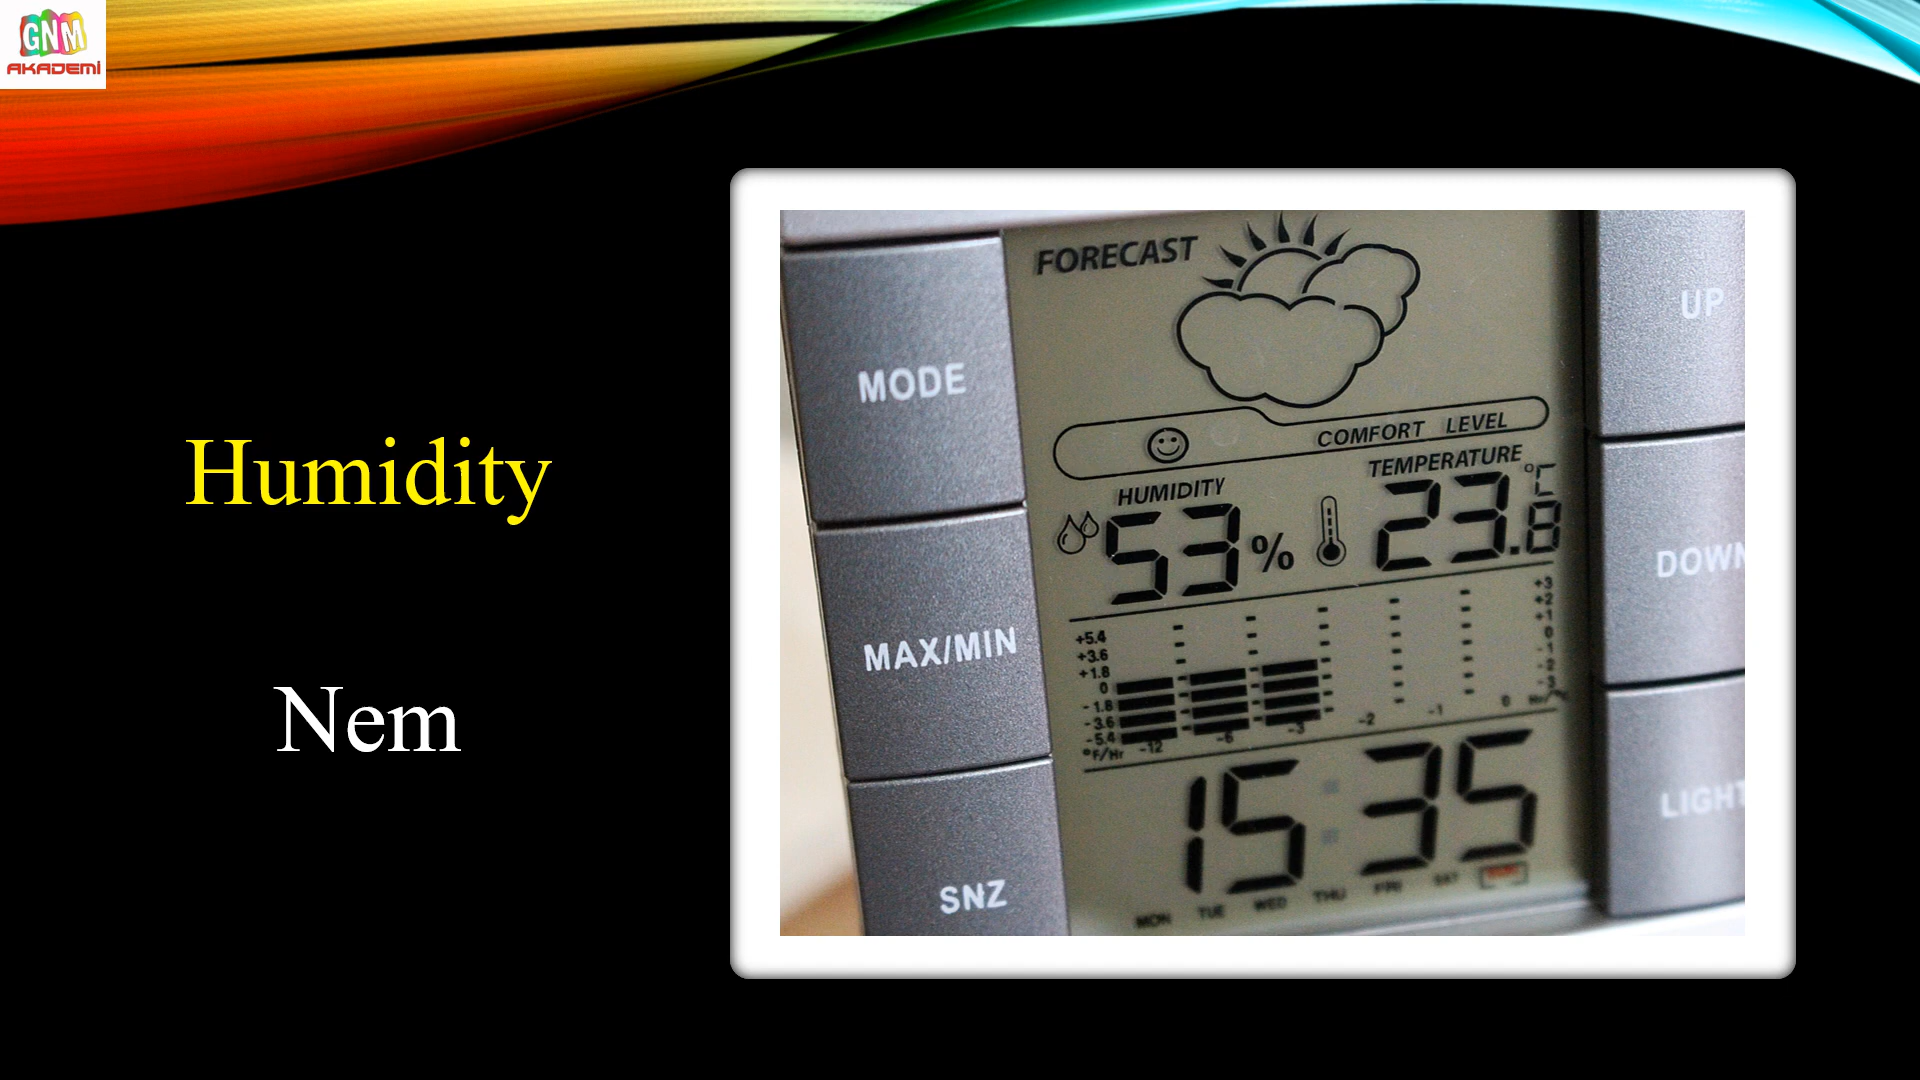 GNM
AKADEMİ
Humidity
Nem
FORECAST
MODE
UP
COMFORT LEVEL
HUMIDITY
TEMPERATURE
53%
23.8 °C
MAX/MIN
DOWN
+5.4
+3.6
+1.8
0
-1.8
-3.6
-5.4
°F/Hr
-12 -6 -3 -2 -1 0 Hr
+3
+2
+1
0
-1
-2
-3
15:35
SNZ
LIGHT
MON TUE WED THU FRI SAT